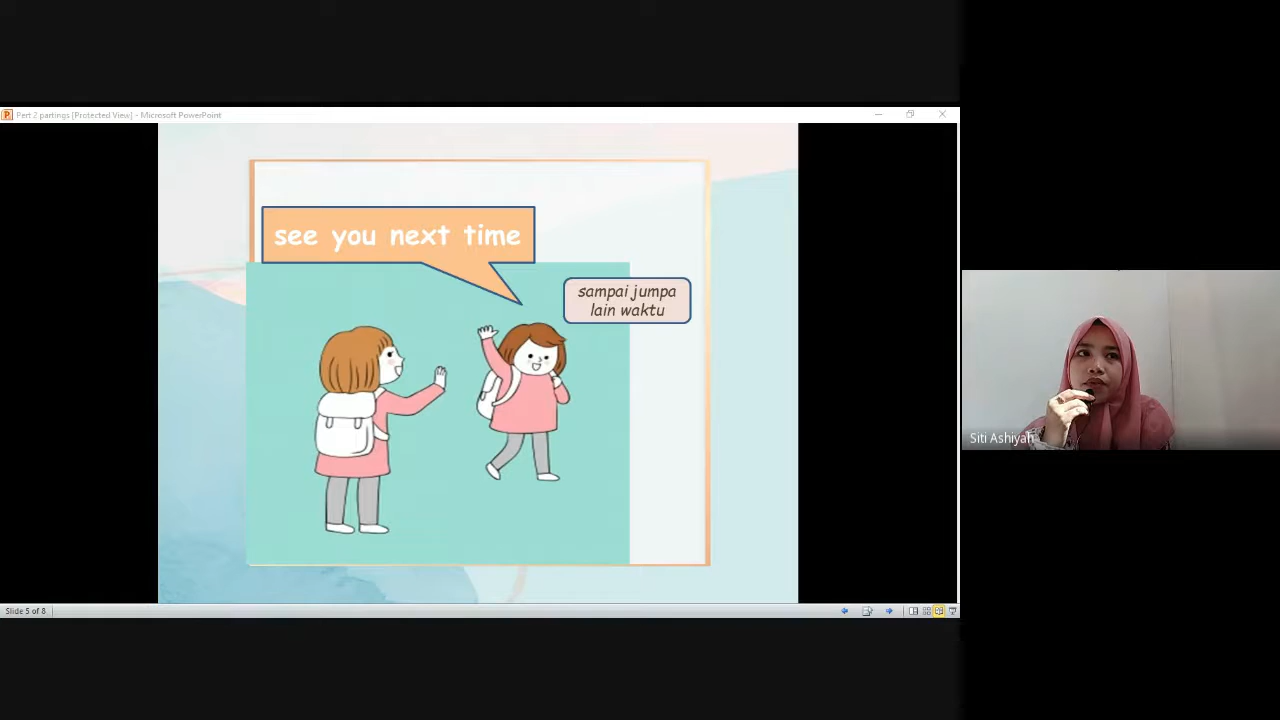 Pert 2 partings [Protected View] - Microsoft PowerPoint
see you next time
sampai jumpa
lain waktu
Siti Ashiyah
Slide 5 of 8